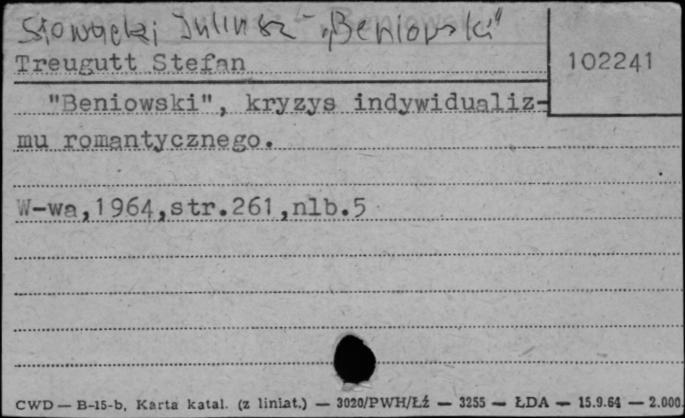 Słowacki Juliusz - "Beniowski"
Treugutt Stefan
102241
"Beniowski", kryzys indywidualiz-
mu romantycznego.
W-wa,1964,str.261,nlb.5
CWD — B-15-b, Karta katal. (z liniat.) — 3020/PWH/Łź — 3255 — ŁDA — 15.9.64 — 2.000.